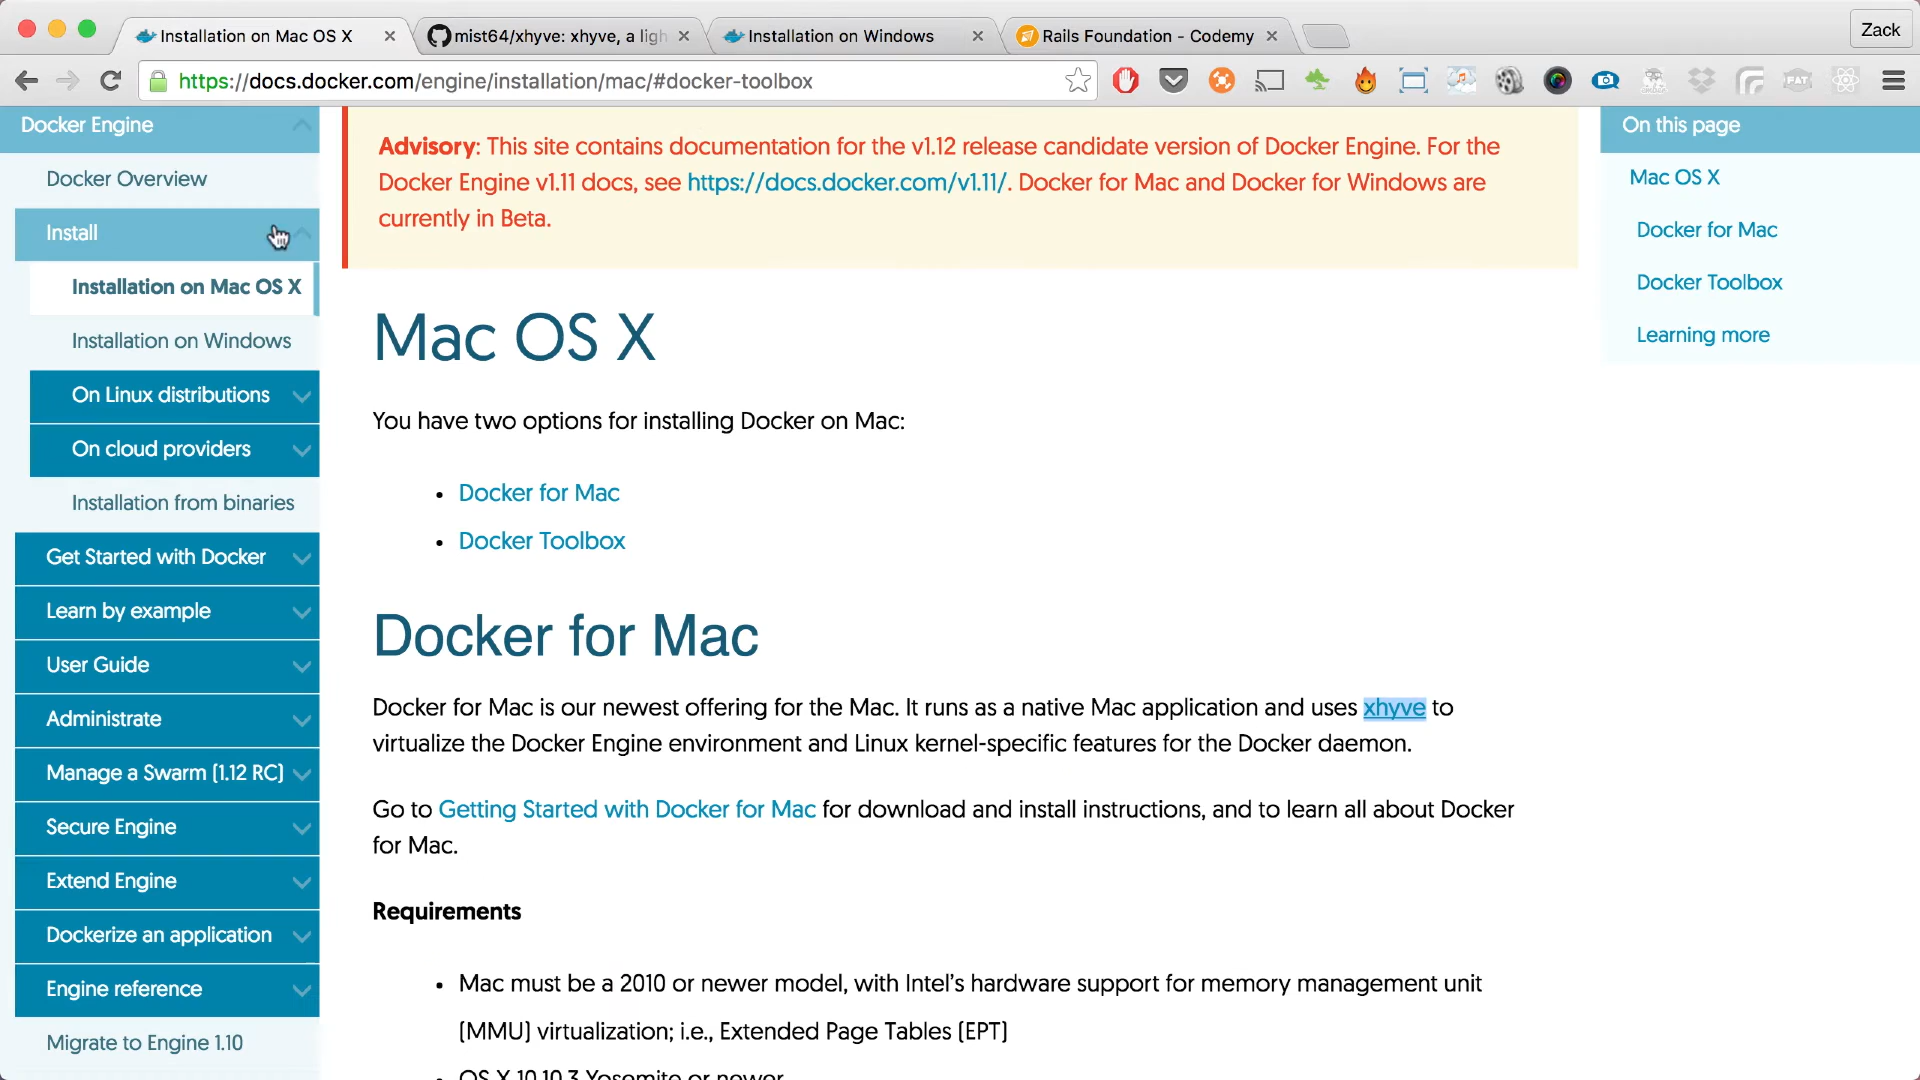 Installation on Mac OS X
mist64/xhyve: xhyve, a ligh
Installation on Windows
Rails Foundation - Codemy
Zack
https://docs.docker.com/engine/installation/mac/#docker-toolbox
Docker Engine
Docker Overview
Install
Installation on Mac OS X
Installation on Windows
On Linux distributions
On cloud providers
Installation from binaries
Get Started with Docker
Learn by example
User Guide
Administrate
Manage a Swarm (1.12 RC)
Secure Engine
Extend Engine
Dockerize an application
Engine reference
Migrate to Engine 1.10
Advisory: This site contains documentation for the v1.12 release candidate version of Docker Engine. For the
Docker Engine v1.11 docs, see https://docs.docker.com/v1.11/. Docker for Mac and Docker for Windows are
currently in Beta.
Mac OS X
You have two options for installing Docker on Mac:
• Docker for Mac
• Docker Toolbox
Docker for Mac
Docker for Mac is our newest offering for the Mac. It runs as a native Mac application and uses xhyve to
virtualize the Docker Engine environment and Linux kernel-specific features for the Docker daemon.
Go to Getting Started with Docker for Mac for download and install instructions, and to learn all about Docker
for Mac.
Requirements
• Mac must be a 2010 or newer model, with Intel's hardware support for memory management unit
(MMU) virtualization; i.e., Extended Page Tables (EPT)
• OS X 10.10.3 Yosemite or newer
On this page
Mac OS X
Docker for Mac
Docker Toolbox
Learning more